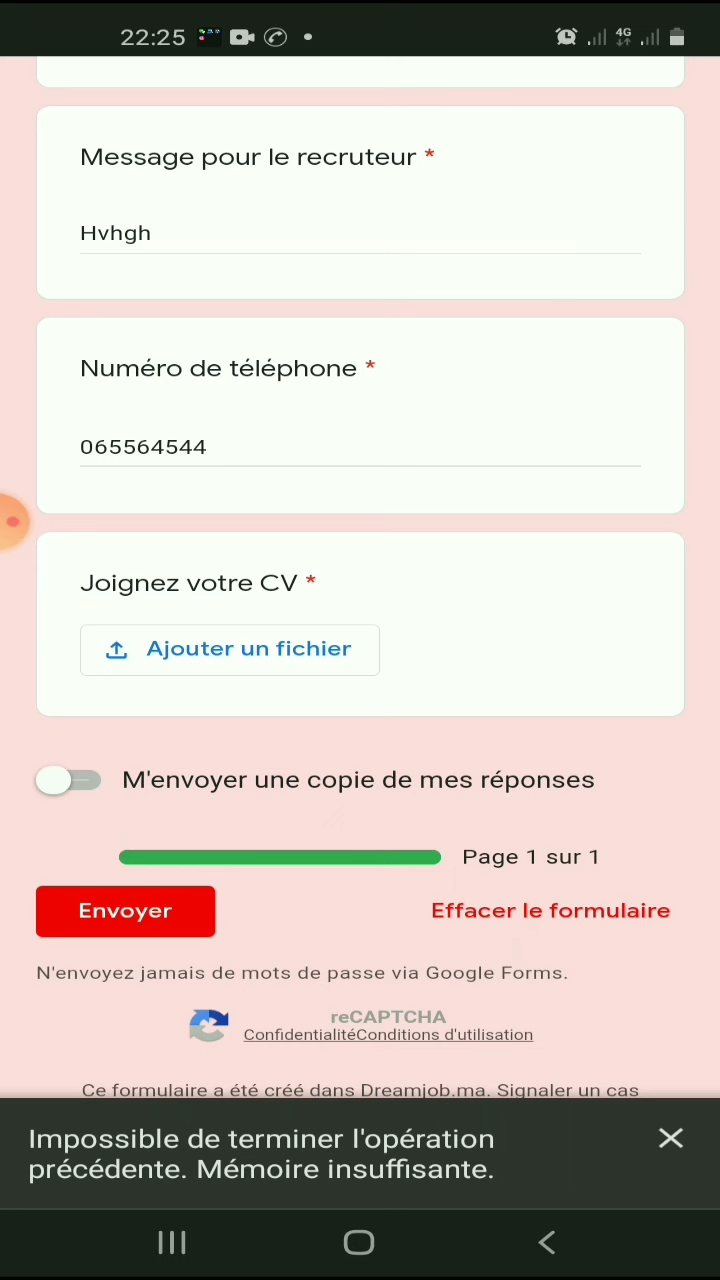 22:25
4G
Message pour le recruteur *
Hvhgh
Numéro de téléphone *
065564544
Joignez votre CV *
Ajouter un fichier
M'envoyer une copie de mes réponses
Page 1 sur 1
Envoyer
Effacer le formulaire
N'envoyez jamais de mots de passe via Google Forms.
reCAPTCHA
ConfidentialitéConditions d'utilisation
Ce formulaire a été créé dans Dreamjob.ma. Signaler un cas
Impossible de terminer l'opération
précédente. Mémoire insuffisante.